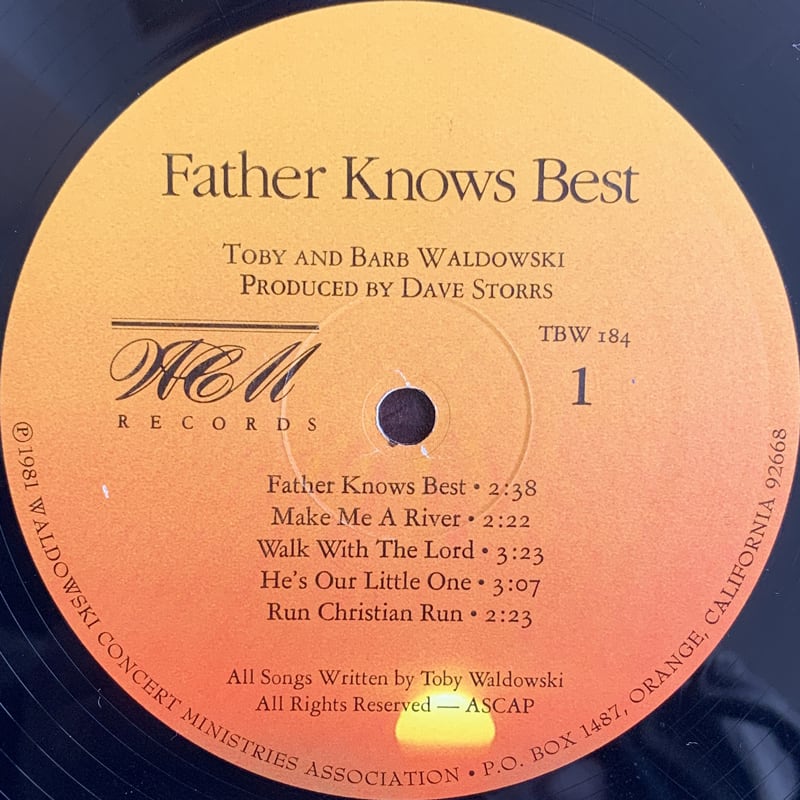 Father Knows Best
TOBY AND BARB WALDOWSKI
PRODUCED BY DAVE STORRS
WCM
RECORDS
TBW 184
1
Father Knows Best • 2:38
Make Me A River • 2:22
Walk With The Lord • 3:23
He's Our Little One • 3:07
Run Christian Run • 2:23
All Songs Written by Toby Waldowski
All Rights Reserved — ASCAP
℗ 1981 WALDOWSKI CONCERT MINISTRIES ASSOCIATION • P.O. BOX 1487, ORANGE, CALIFORNIA 92668